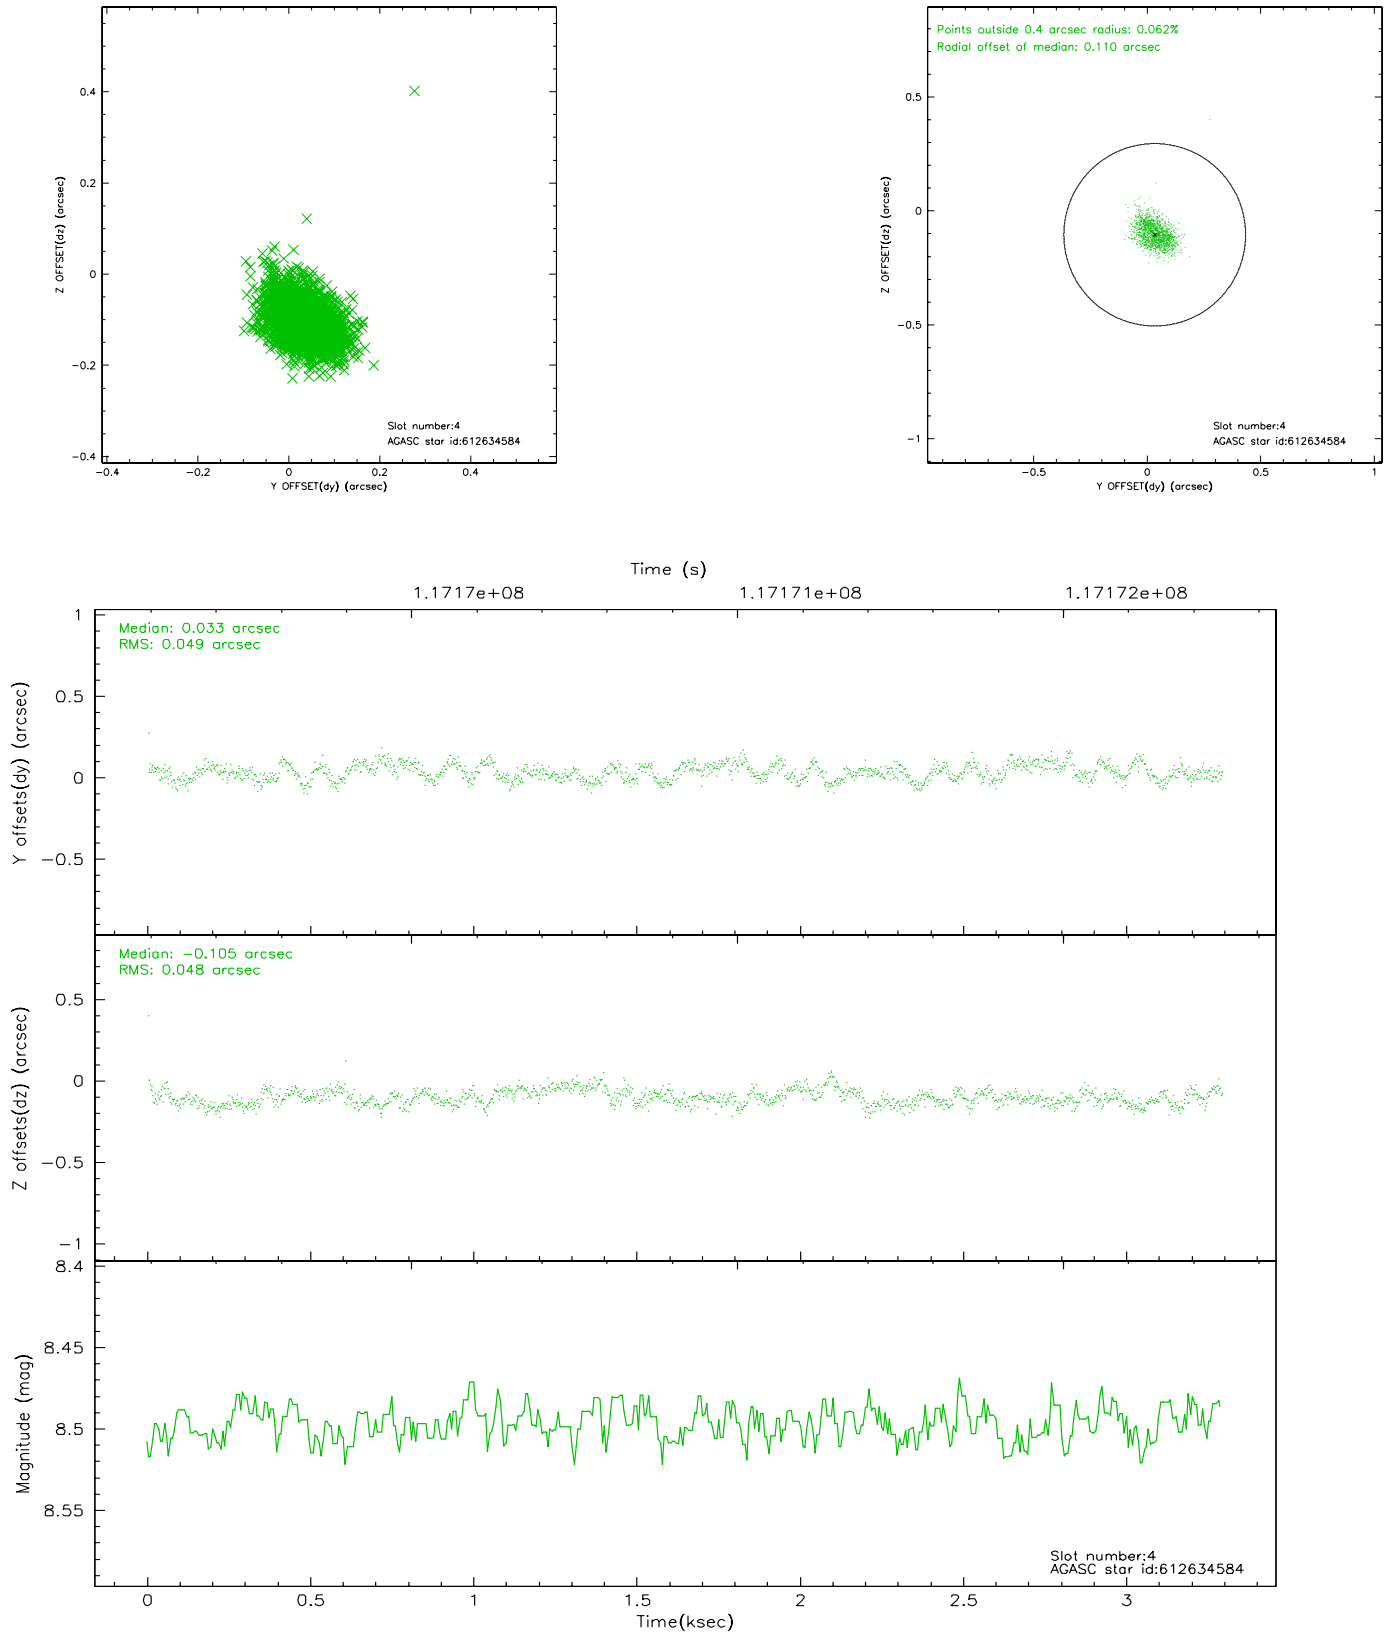 Points outside 0.4 arcsec radius: 0.062%
Radial offset of median: 0.110 arcsec
0.4
0.2
0
-0.2
-0.4
Z OFFSET(dz) (arcsec)
Slot number:4
AGASC star id:612634584
-0.4 -0.2 0 0.2 0.4
Y OFFSET(dy) (arcsec)
0.5
0
-0.5
-1
Z OFFSET(dz) (arcsec)
Slot number:4
AGASC star id:612634584
-0.5 0 0.5 1
Y OFFSET(dy) (arcsec)
Time (s)
1.1717e+08 1.17171e+08 1.17172e+08
Median: 0.033 arcsec
RMS: 0.049 arcsec
1
0.5
0
-0.5
Y offsets(dy) (arcsec)
Median: -0.105 arcsec
RMS: 0.048 arcsec
0.5
0
-0.5
-1
Z offsets(dz) (arcsec)
8.4
8.45
8.5
8.55
Magnitude (mag)
Slot number:4
AGASC star id:612634584
0 0.5 1 1.5 2 2.5 3
Time(ksec)